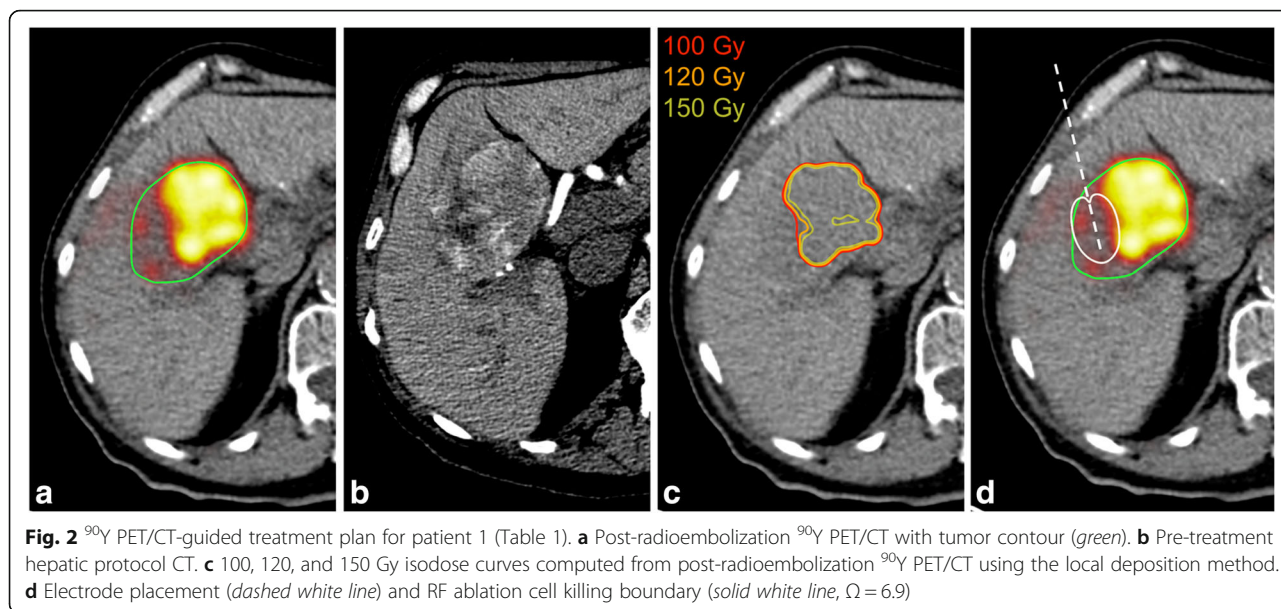 100 Gy
120 Gy
150 Gy
a
b
c
d
Fig. 2 ⁹⁰Y PET/CT-guided treatment plan for patient 1 (Table 1). a Post-radioembolization ⁹⁰Y PET/CT with tumor contour (green). b Pre-treatment
hepatic protocol CT. c 100, 120, and 150 Gy isodose curves computed from post-radioembolization ⁹⁰Y PET/CT using the local deposition method.
d Electrode placement (dashed white line) and RF ablation cell killing boundary (solid white line, Ω = 6.9)